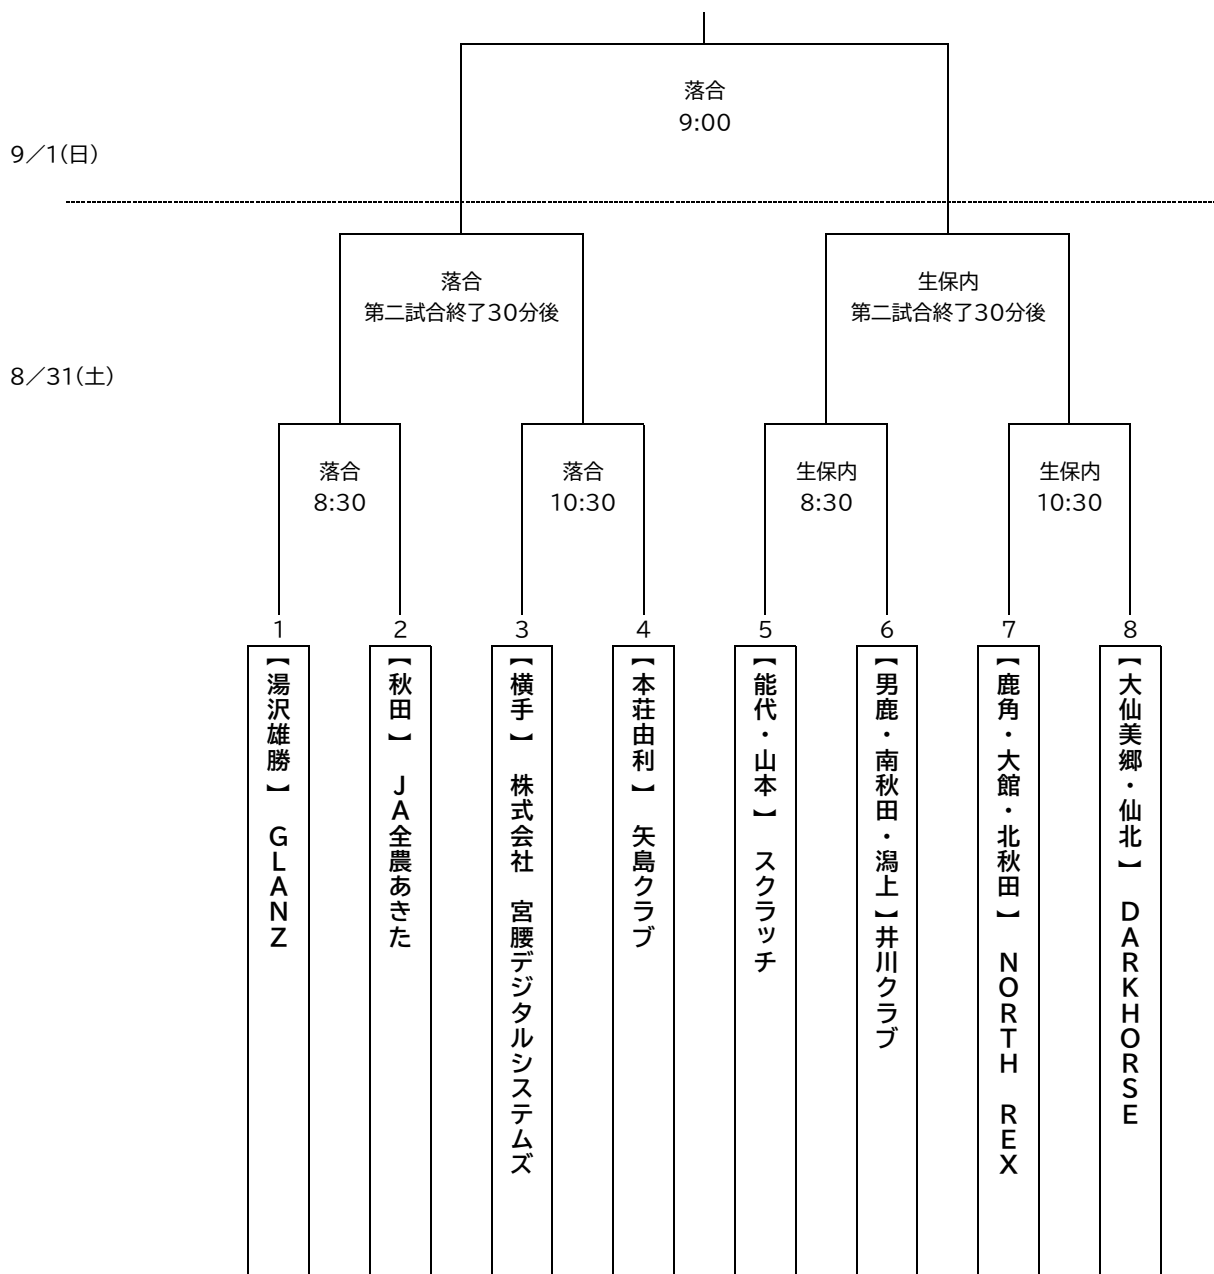 落合
9:00
9／1(日)
落合
第二試合終了30分後
生保内
第二試合終了30分後
8／31(土)
落合
8:30
落合
10:30
生保内
8:30
生保内
10:30
1
2
3
4
5
6
7
8
【湯沢雄勝】　ＧＬＡＮＺ
【秋田】　ＪＡ全農あきた
【横手】　株式会社　宮腰デジタルシステムズ
【本荘由利】　矢島クラブ
【能代・山本】　スクラッチ
【男鹿・南秋田・潟上】井川クラブ
【鹿角・大館・北秋田】　ＮＯＲＴＨ　ＲＥＸ
【大仙美郷・仙北】　ＤＡＲＫＨＯＲＳＥ